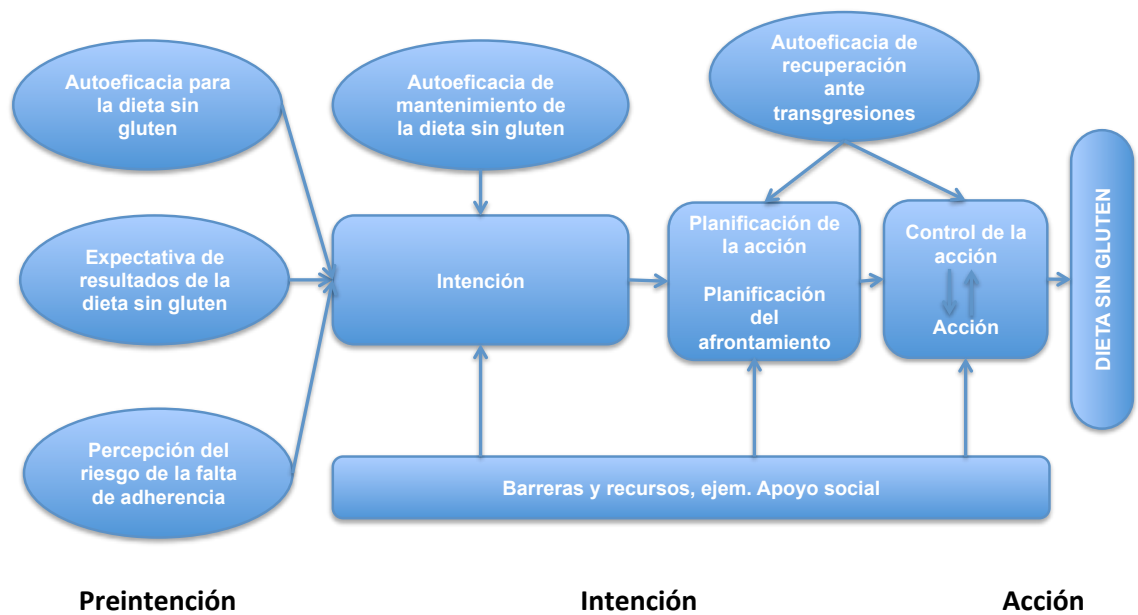 Autoeficacia para
la dieta sin
gluten
Autoeficacia de
mantenimiento de
la dieta sin gluten
Autoeficacia de
recuperación
ante
transgresiones
Expectativa de
resultados de la
dieta sin gluten
Intención
Planificación de
la acción
Planificación
del
afrontamiento
Control de la
acción
Acción
DIETA SIN GLUTEN
Percepción del
riesgo de la falta
de adherencia
Barreras y recursos, ejem. Apoyo social
Preintención
Intención
Acción